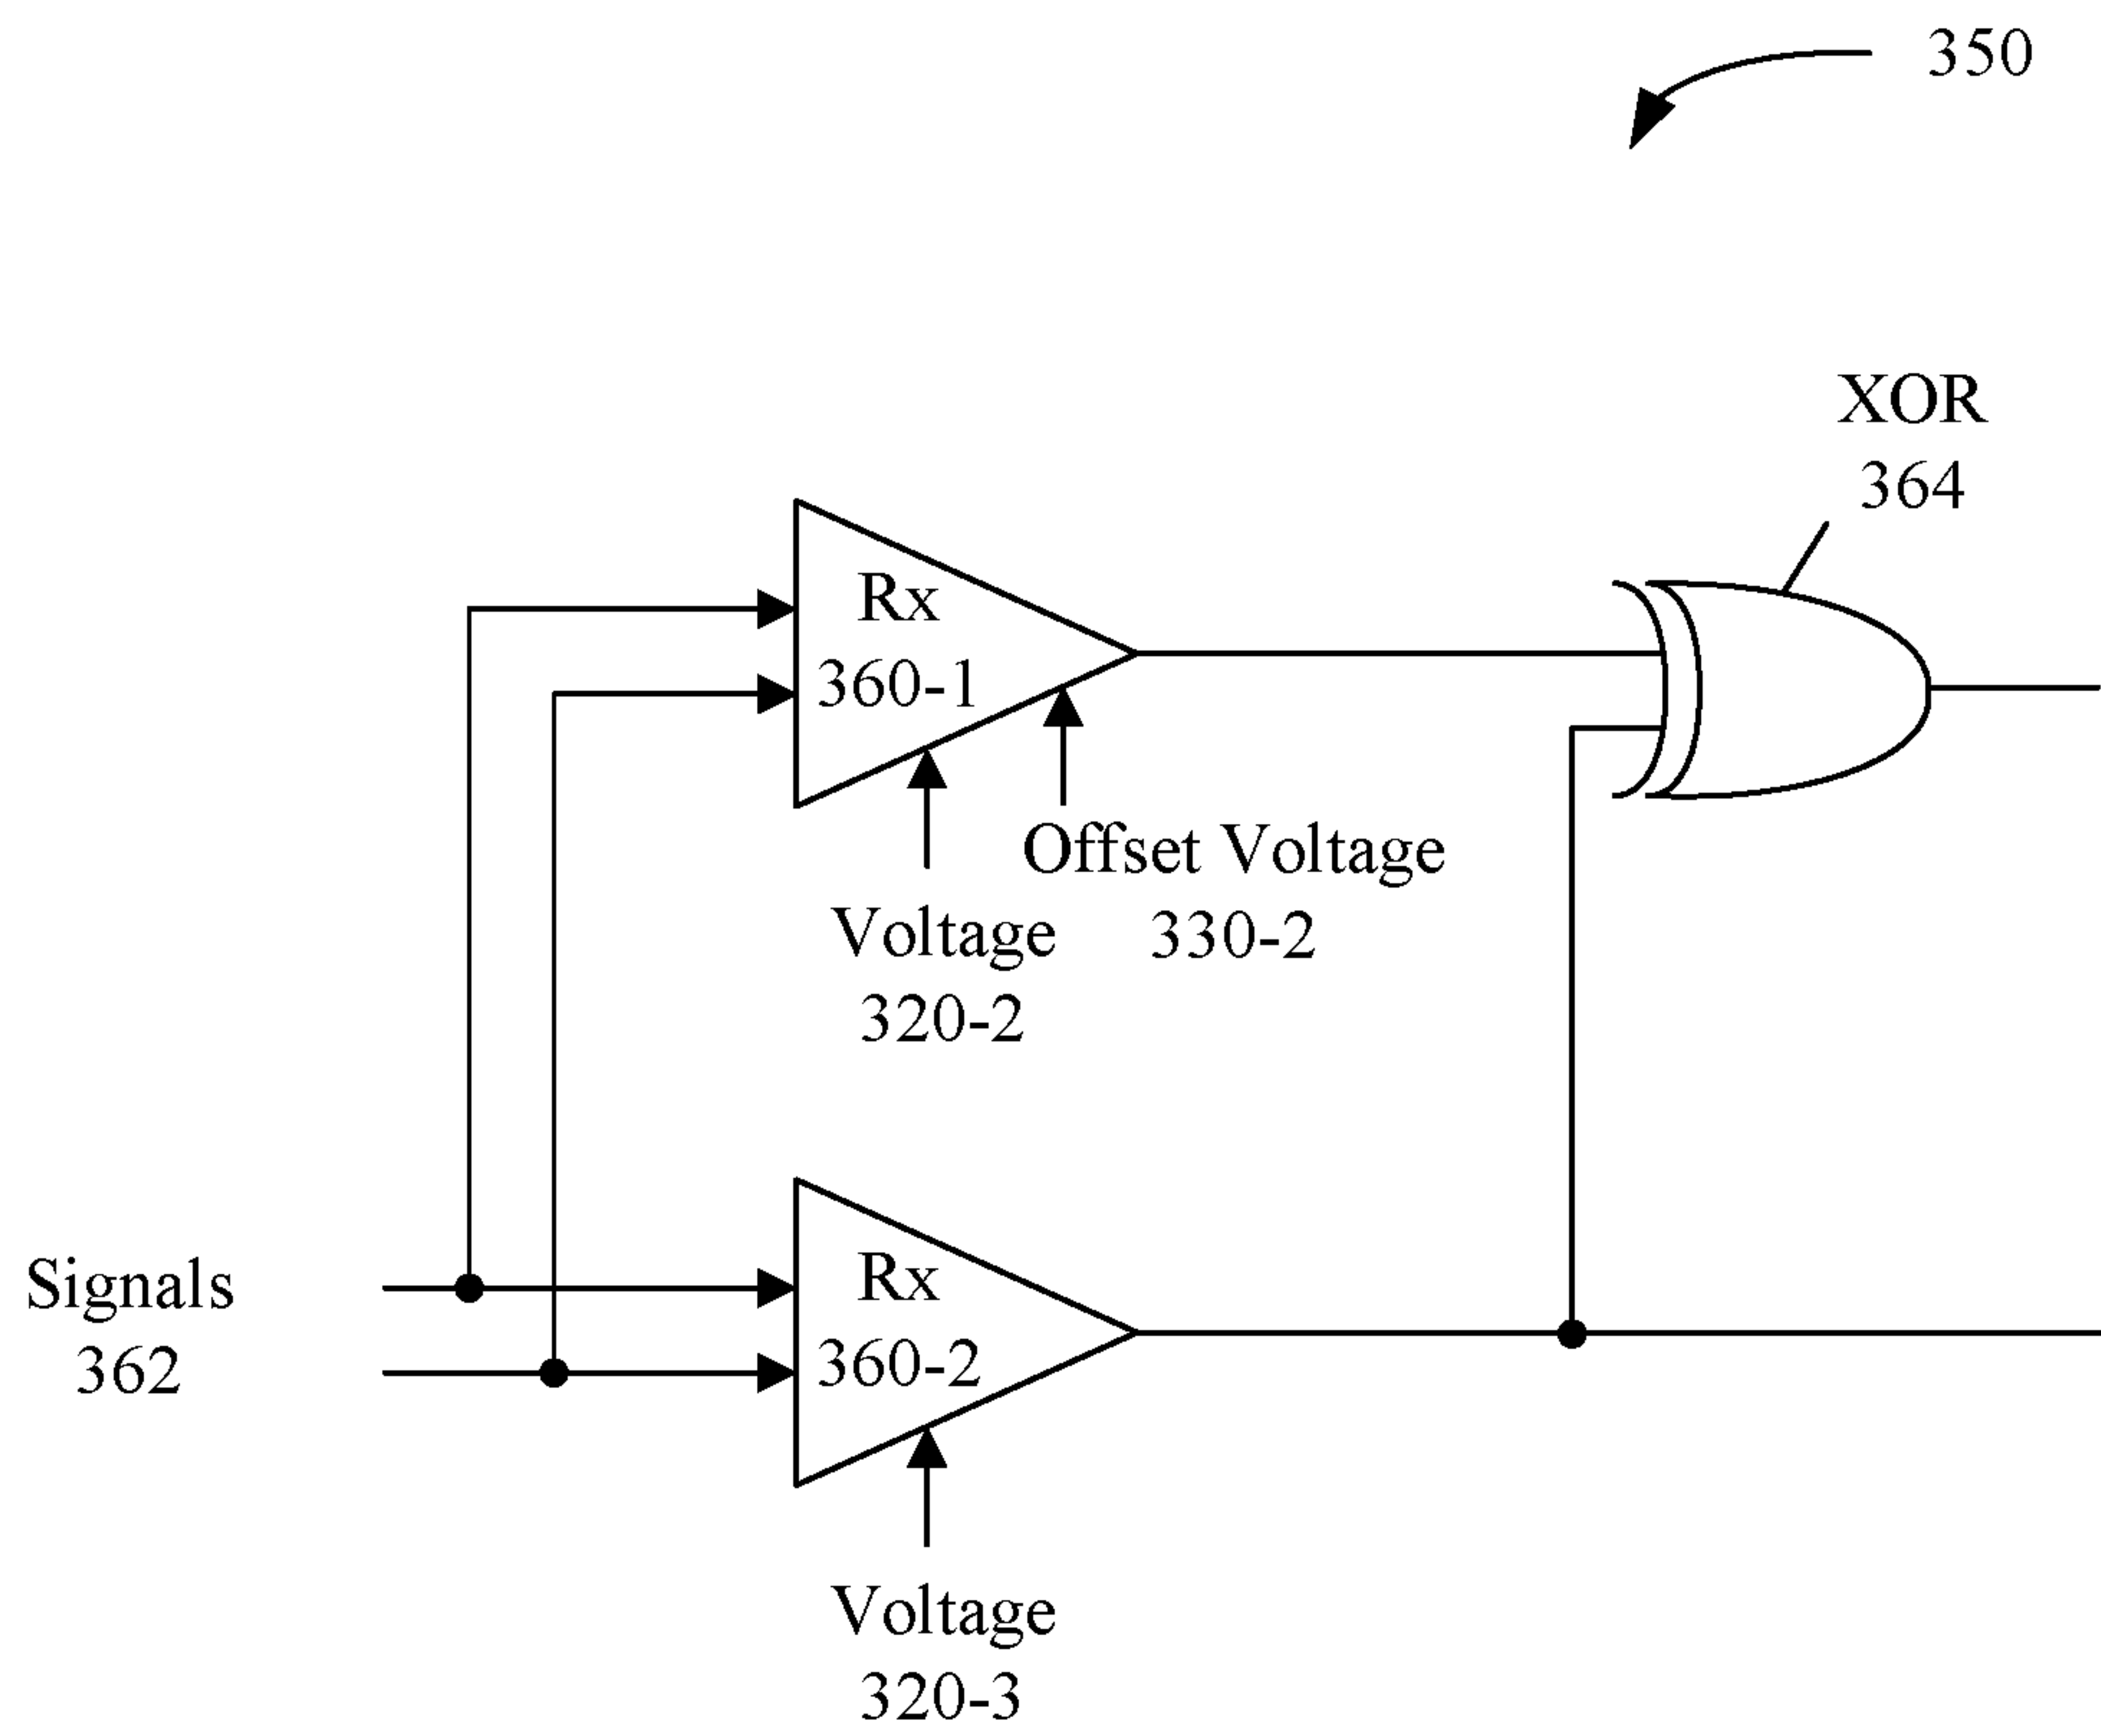 350
XOR
364
Rx
360-1
Offset Voltage
330-2
Voltage
320-2
Signals
362
Rx
360-2
Voltage
320-3